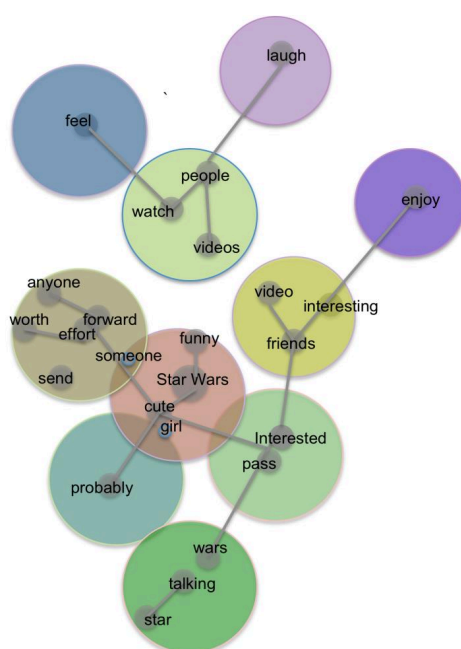 laugh
feel
people
watch
videos
enjoy
anyone
worth
forward
effort
someone
send
video
interesting
friends
funny
Star Wars
cute
girl
Interested
pass
probably
wars
talking
star